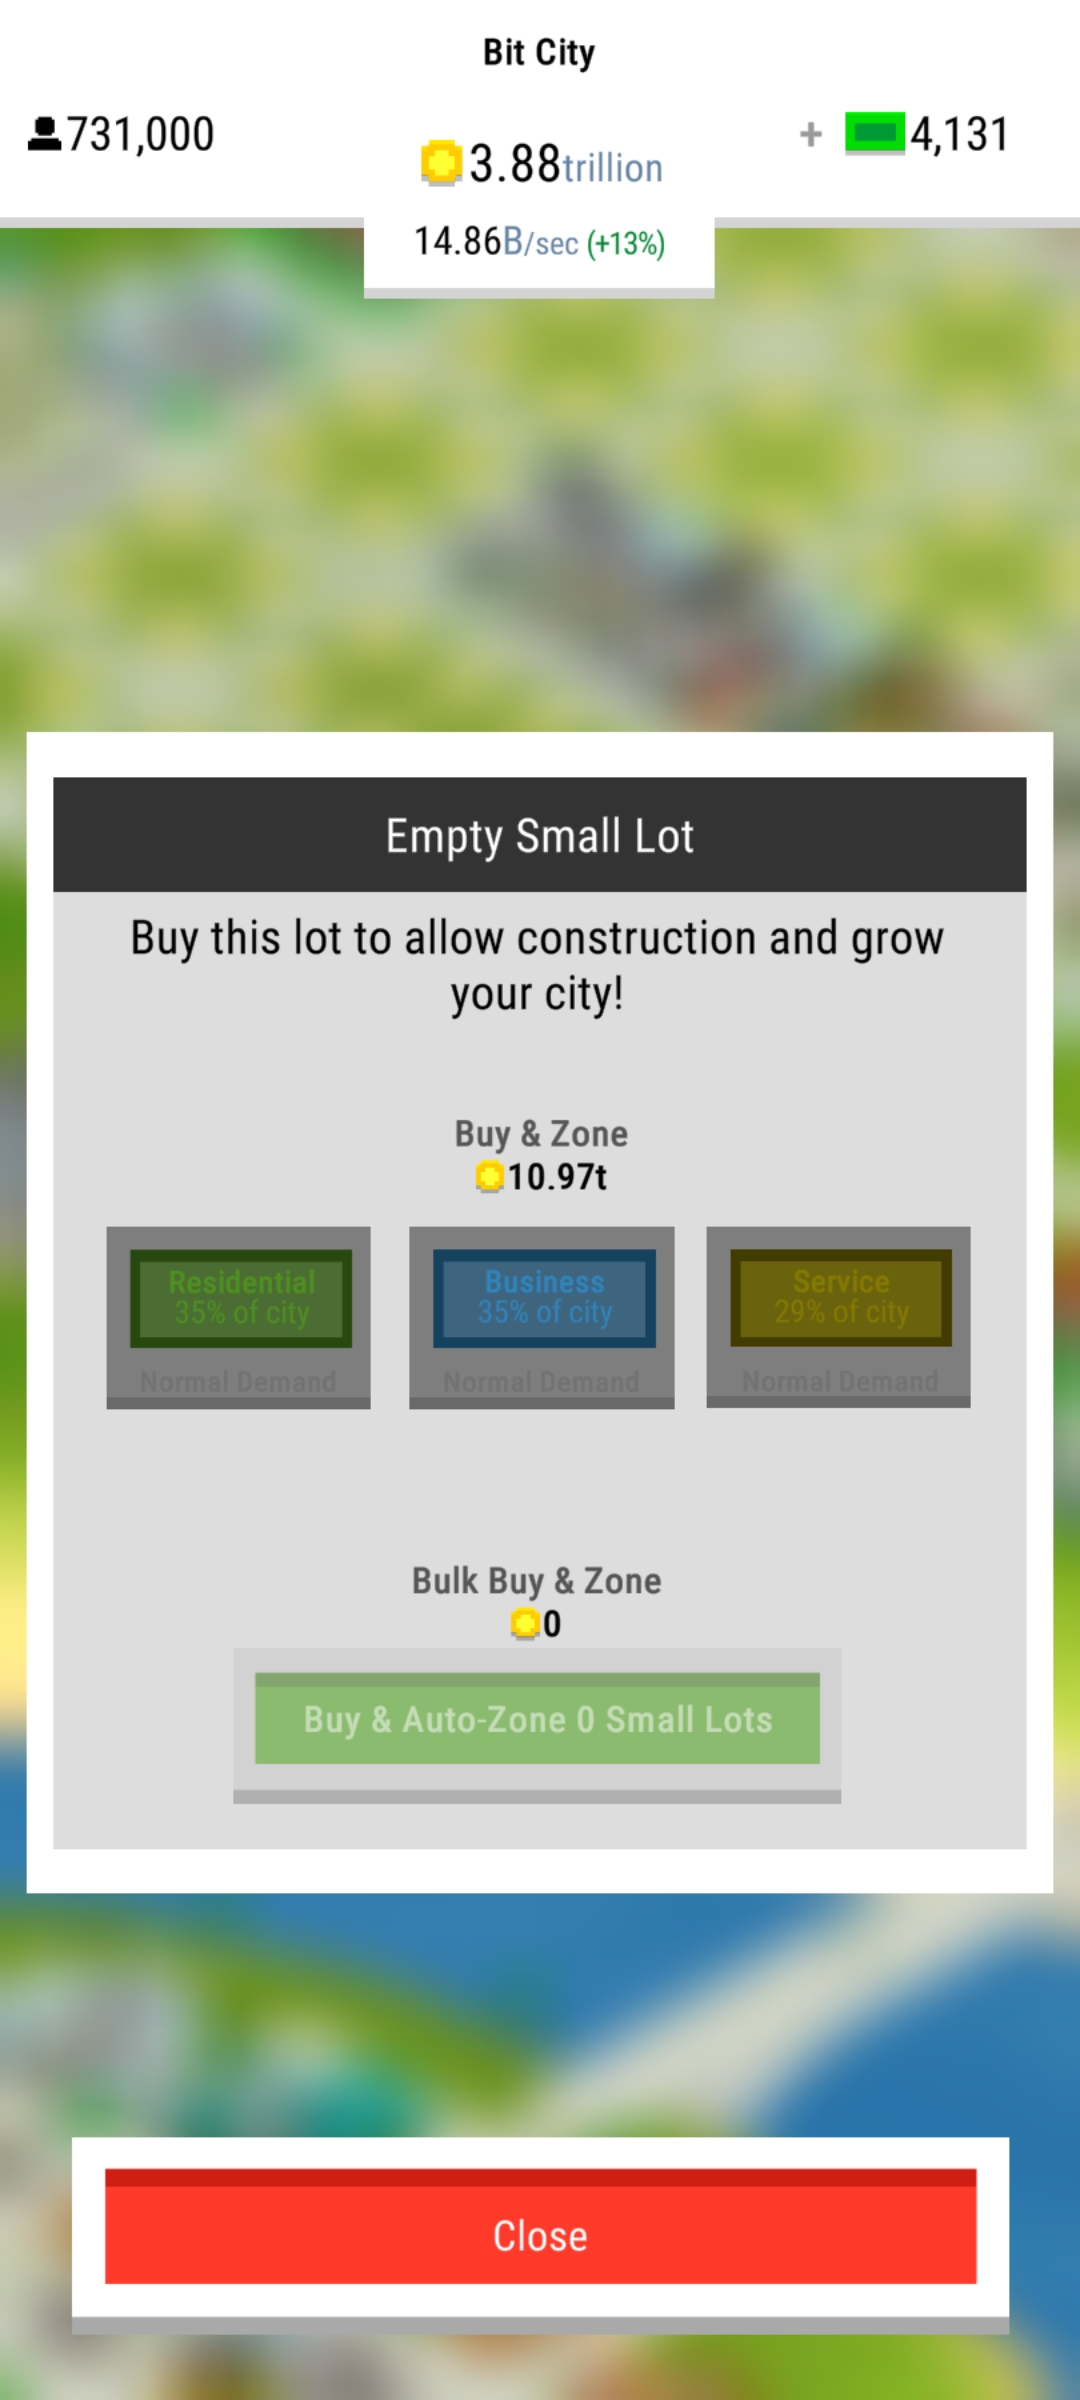 Bit City
731,000
3.88trillion
+ 4,131
14.86B/sec (+13%)
Empty Small Lot
Buy this lot to allow construction and grow
your city!
Buy & Zone
10.97t
Residential
35% of city
Normal Demand
Business
35% of city
Normal Demand
Service
29% of city
Normal Demand
Bulk Buy & Zone
0
Buy & Auto-Zone 0 Small Lots
Close